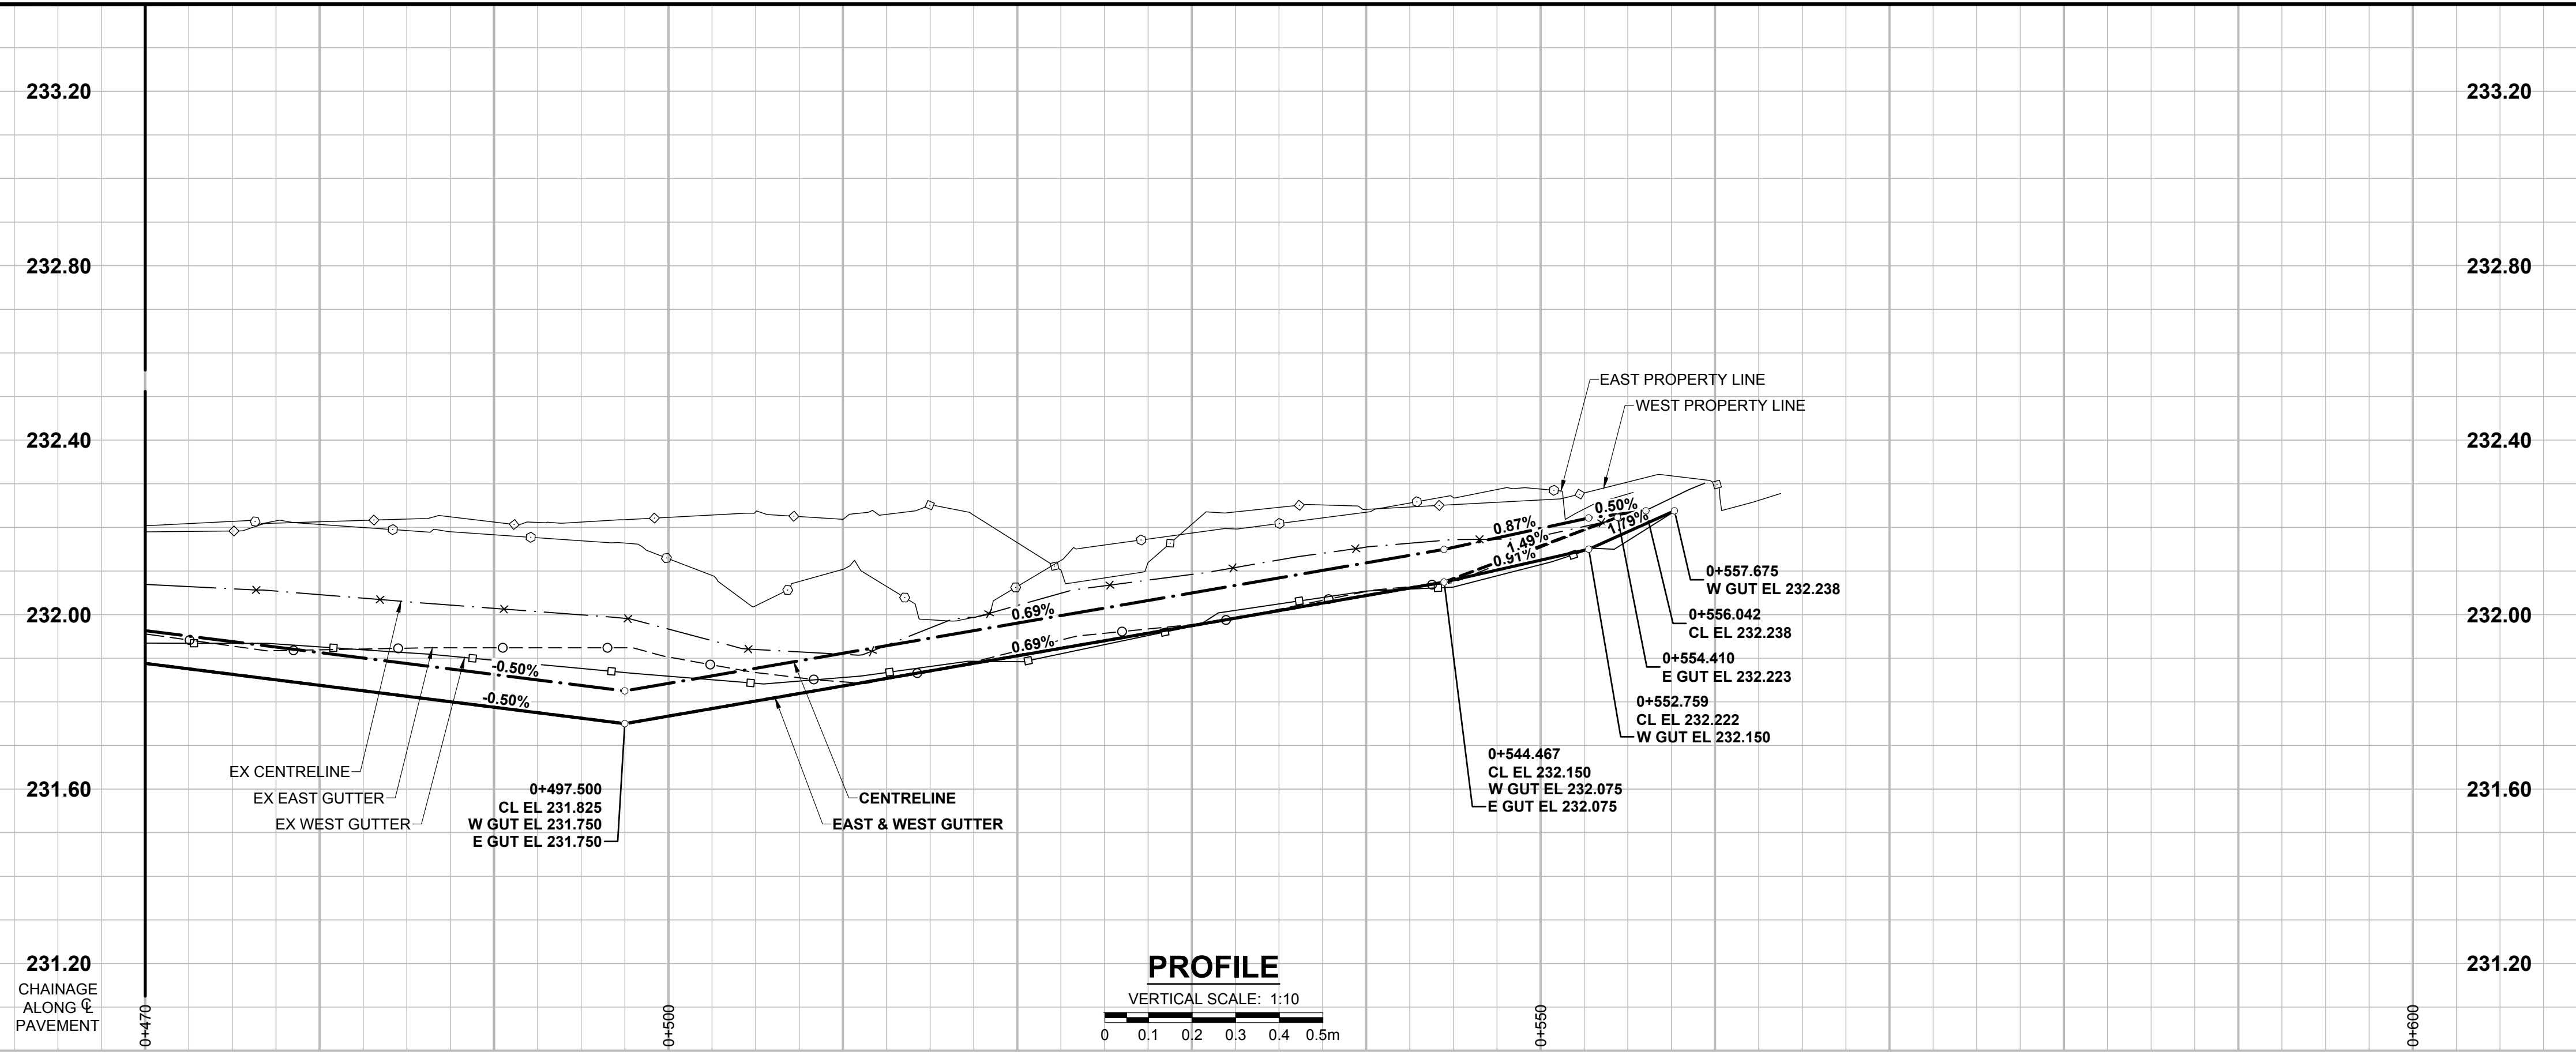 233.20
233.20
232.80
232.80
EAST PROPERTY LINE
WEST PROPERTY LINE
232.40
232.40
0.50%
0.87%
1.79%
1.49%
0.91%
0+557.675
W GUT EL 232.238
232.00
232.00
0.69%
0+556.042
CL EL 232.238
0.69%
0+554.410
E GUT EL 232.223
-0.50%
-0.50%
0+552.759
CL EL 232.222
W GUT EL 232.150
0+544.467
CL EL 232.150
W GUT EL 232.075
E GUT EL 232.075
EX CENTRELINE
EX EAST GUTTER
EX WEST GUTTER
231.60
231.60
0+497.500
CL EL 231.825
W GUT EL 231.750
E GUT EL 231.750
CENTRELINE
EAST & WEST GUTTER
231.20
231.20
CHAINAGE
ALONG ℄
PAVEMENT
PROFILE
VERTICAL SCALE: 1:10
0 0.1 0.2 0.3 0.4 0.5m
0+470
0+500
0+550
0+600